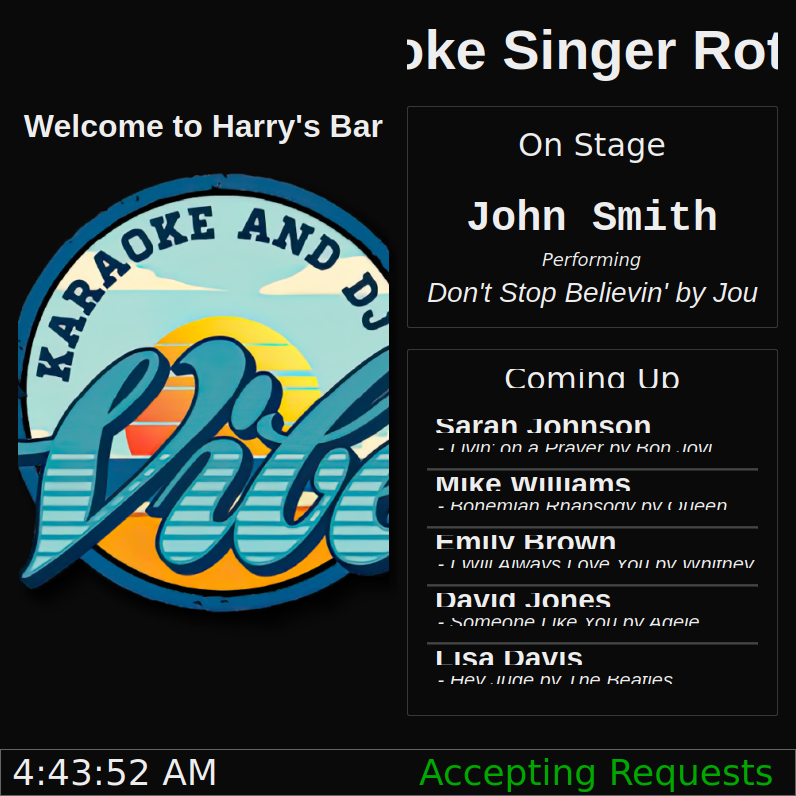 Welcome to Harry's Bar
KARAOKE AND DJ
oke Singer Rot
On Stage
John Smith
Performing
Don't Stop Believin' by Jou
Coming Up
Sarah Johnson
- Livin' on a Prayer by Bon Jovi
Mike Williams
- Bohemian Rhapsody by Queen
Emily Brown
- I Will Always Love You by Whitney
David Jones
- Someone Like You by Adele
Lisa Davis
- Hey Jude by The Beatles
4:43:52 AM
Accepting Requests